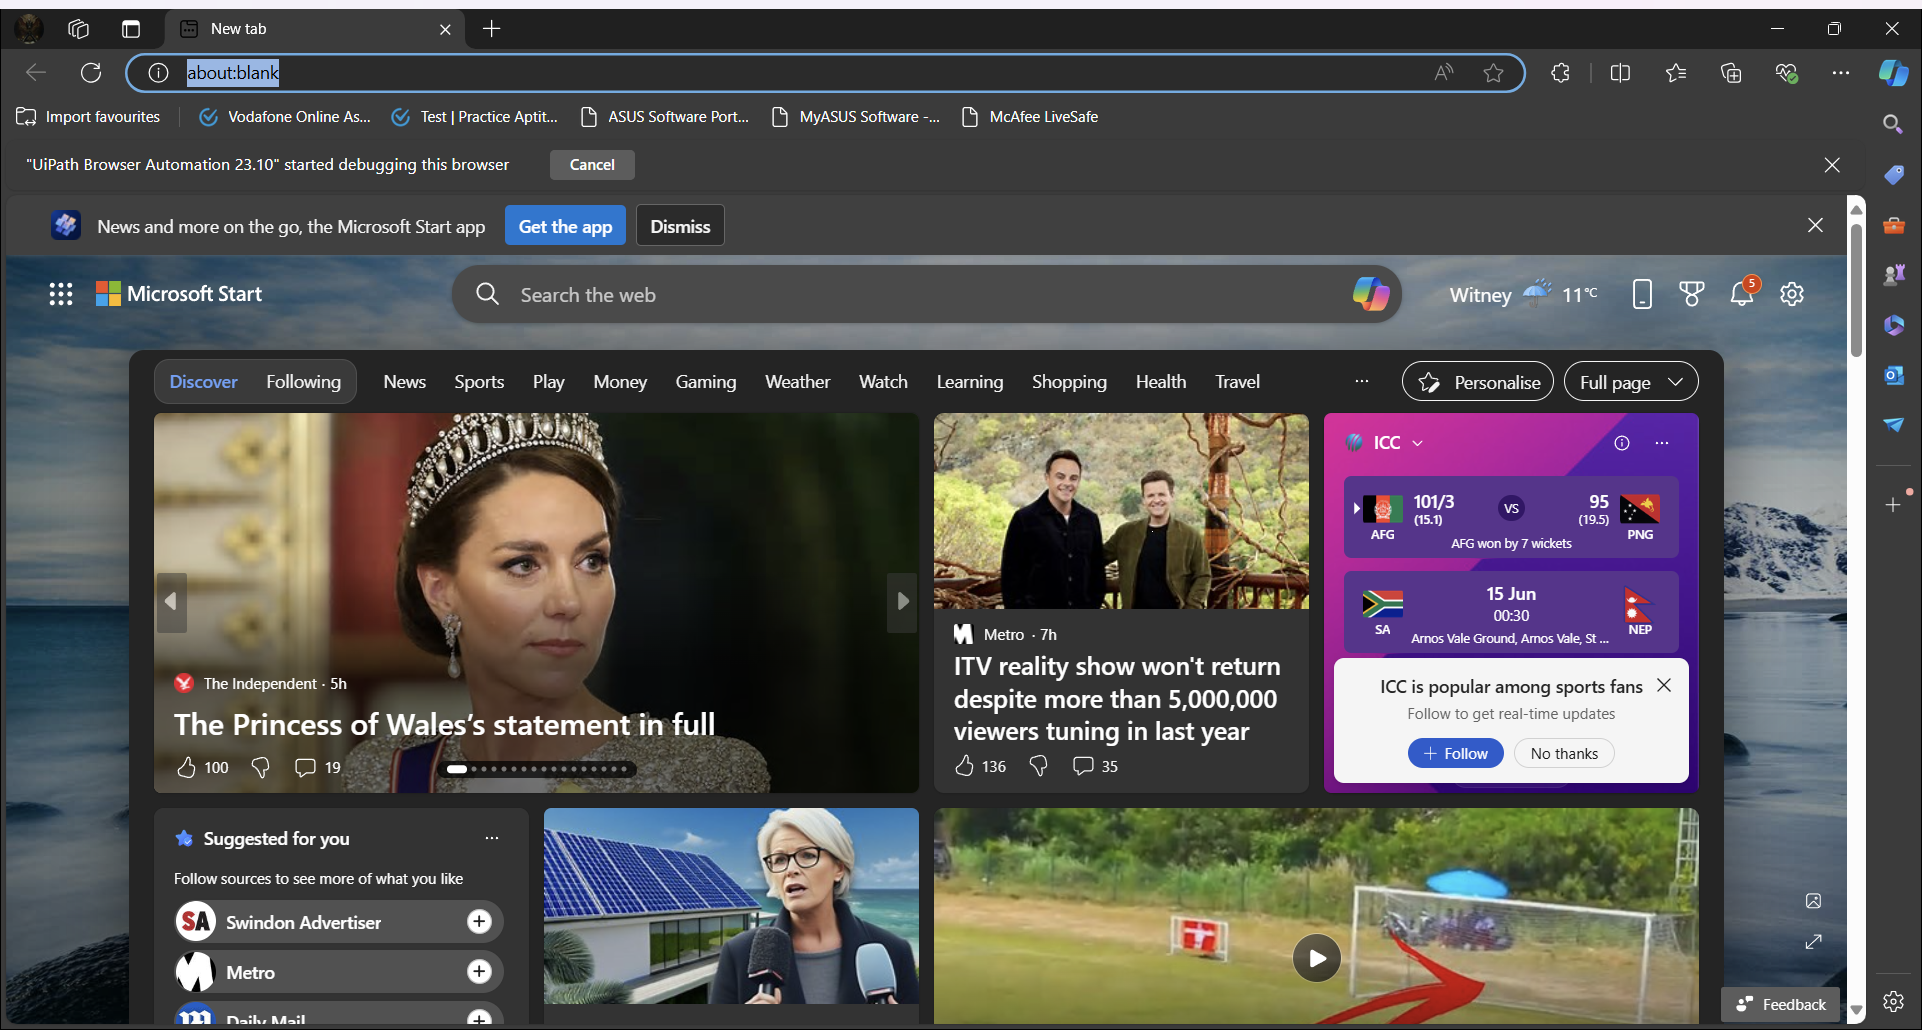 New tab
about:blank
Import favourites
Vodafone Online As...
Test | Practice Aptit...
ASUS Software Port...
MyASUS Software -...
McAfee LiveSafe
"UiPath Browser Automation 23.10" started debugging this browser
Cancel
News and more on the go, the Microsoft Start app
Get the app
Dismiss
Microsoft Start
Search the web
Witney
11°C
5
Discover
Following
News
Sports
Play
Money
Gaming
Weather
Watch
Learning
Shopping
Health
Travel
...
Personalise
Full page
The Independent · 5h
The Princess of Wales's statement in full
100
19
Metro · 7h
ITV reality show won't return
despite more than 5,000,000
viewers tuning in last year
136
35
ICC
101/3
(15.1)
AFG
VS
95
(19.5)
PNG
AFG won by 7 wickets
SA
15 Jun
00:30
Arnos Vale Ground, Arnos Vale, St ...
NEP
ICC is popular among sports fans
Follow to get real-time updates
+ Follow
No thanks
Suggested for you
Follow sources to see more of what you like
SA
Swindon Advertiser
Metro
Daily Mail
Feedback